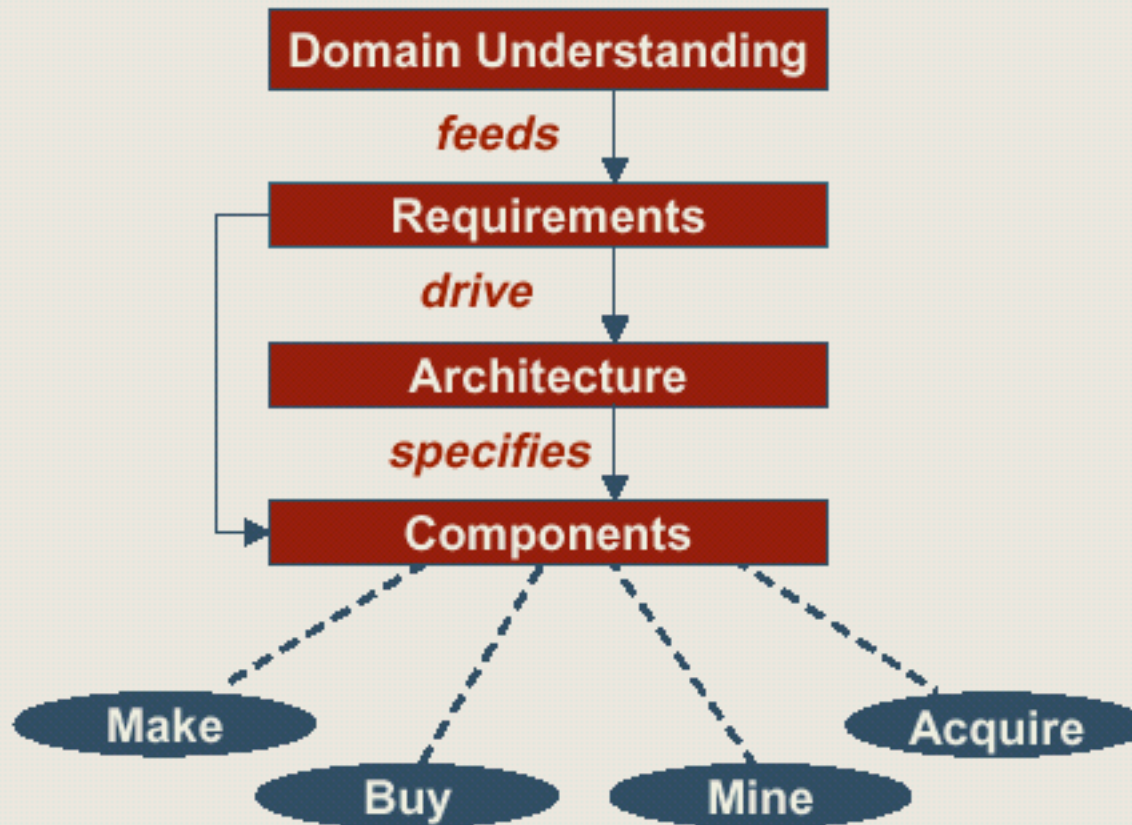 Domain Understanding
feeds
Requirements
drive
Architecture
specifies
Components
Make
Acquire
Buy
Mine